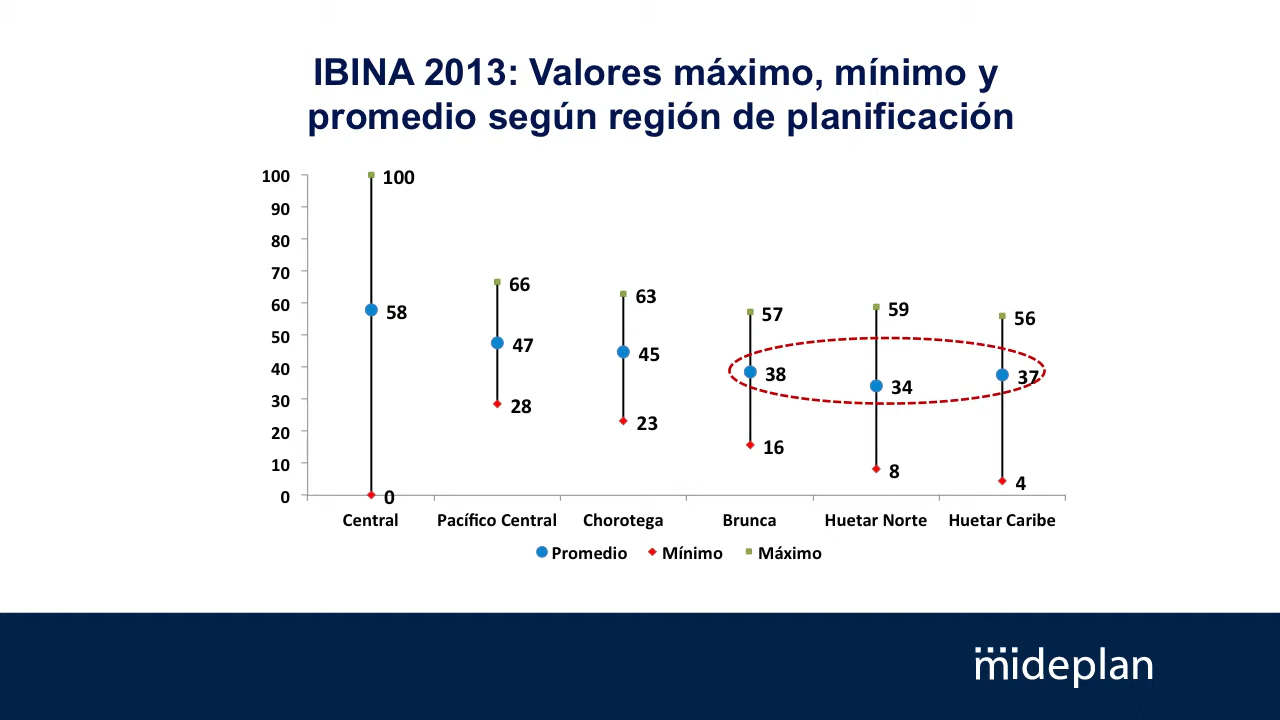 IBINA 2013: Valores máximo, mínimo y
promedio según región de planificación
100
90
80
70
60
50
40
30
20
10
0
100
58
0
66
47
28
63
45
23
57
38
16
59
34
8
56
37
4
Central
Pacífico Central
Chorotega
Brunca
Huetar Norte
Huetar Caribe
Promedio
Mínimo
Máximo
mideplan